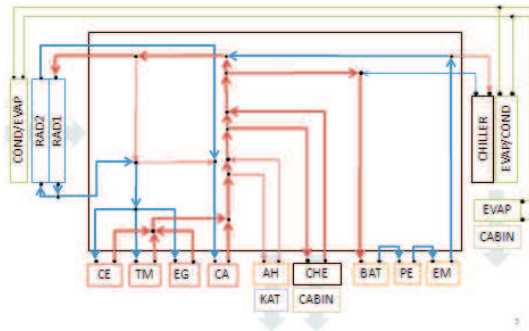 COND/EVAP
RAD2
RAD1
CHILLER
EVAP/COND
EVAP
CABIN
CE
TM
EG
CA
AH
CHE
BAT
PE
EM
KAT
CABIN